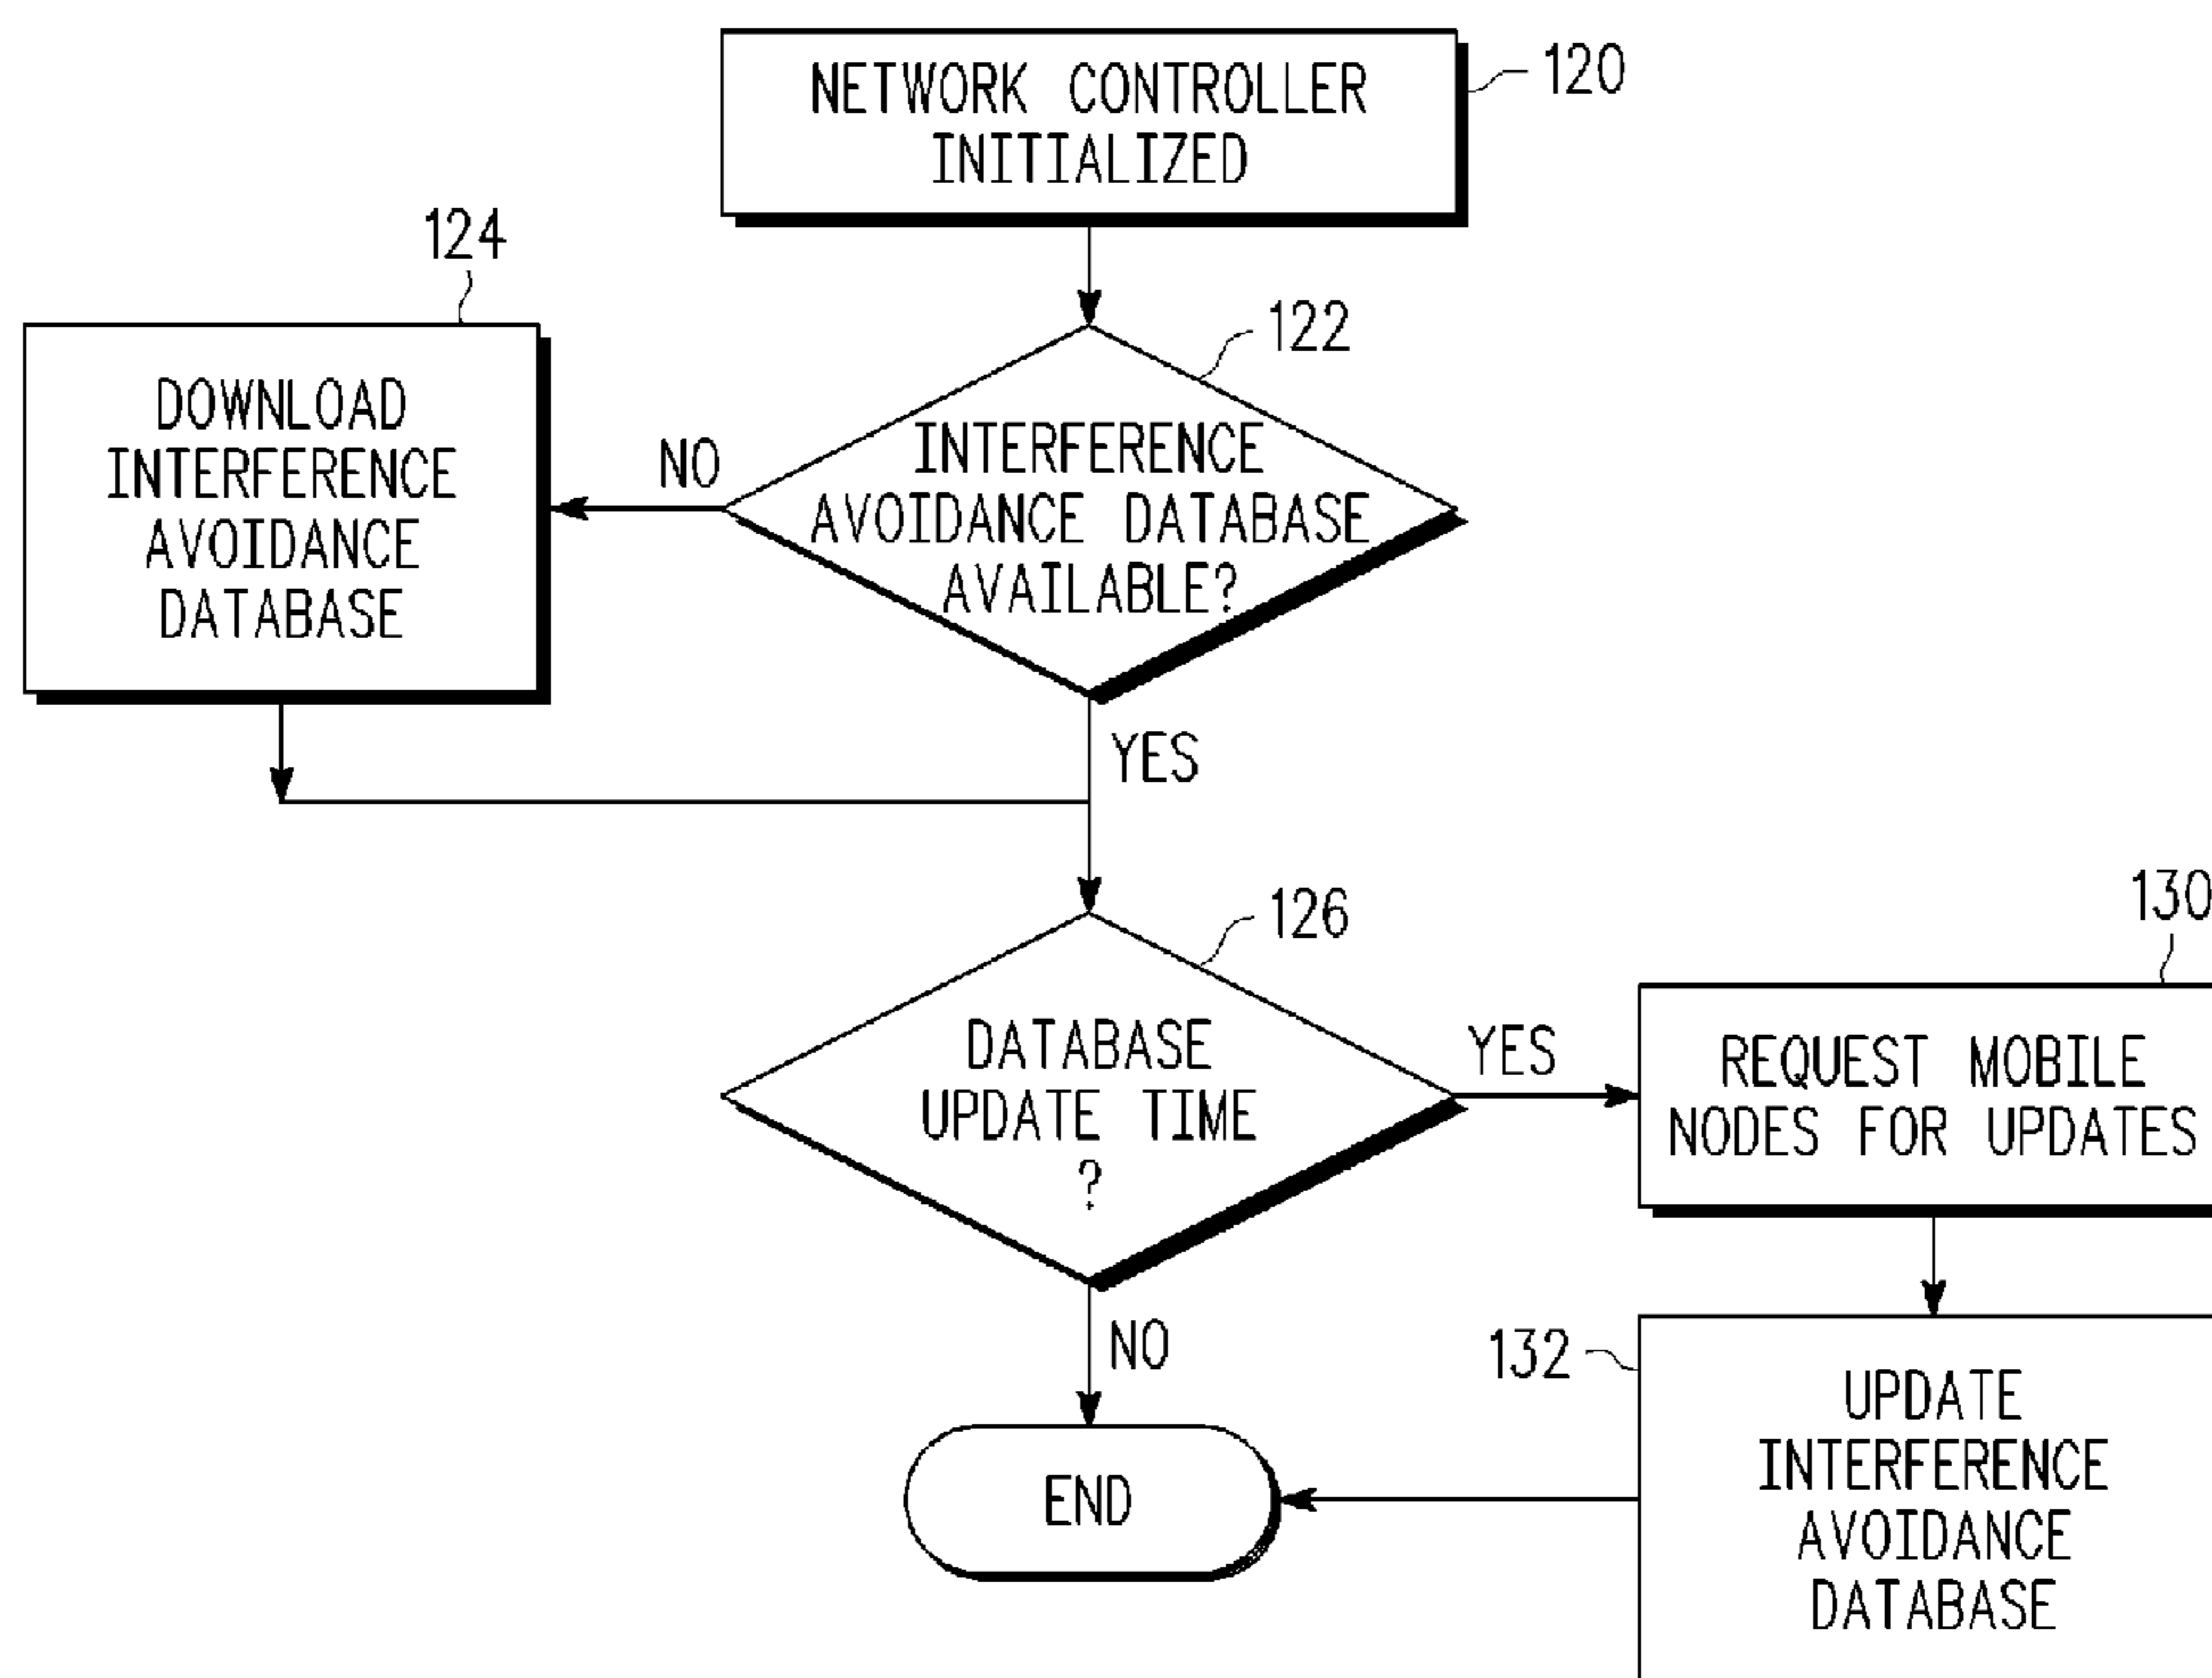 NETWORK CONTROLLER
INITIALIZED
120
124
122
DOWNLOAD
INTERFERENCE
AVOIDANCE
DATABASE
NO
INTERFERENCE
AVOIDANCE DATABASE
AVAILABLE?
YES
126
130
DATABASE
UPDATE TIME
?
YES
REQUEST MOBILE
NODES FOR UPDATES
NO
132
UPDATE
INTERFERENCE
AVOIDANCE
DATABASE
END